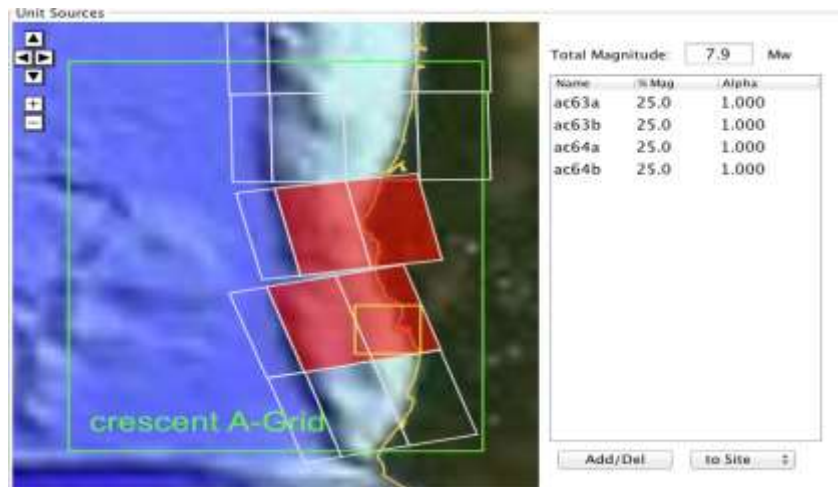 Unit Sources
Total Magnitude: 7.9 Mw
Name % Mag Alpha
ac63a 25.0 1.000
ac63b 25.0 1.000
ac64a 25.0 1.000
ac64b 25.0 1.000
crescent A-Grid
Add/Del to Site